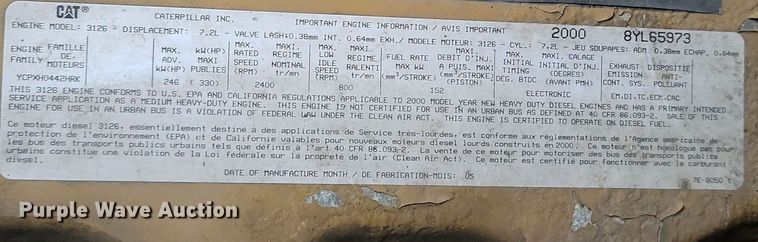 CAT® CATERPILLAR INC. IMPORTANT ENGINE INFORMATION / AVIS IMPORTANT 2000 8YL65973
ENGINE MODEL: 3126 - DISPLACEMENT: 7.2L - VALVE LASH:0.38mm INT. 0.64mm EXH./ MODELE MOTEUR: 3126 - CYL.: 7.2L - JEU SOUPAPES: ADM. 0.38mm ECHAP. 0.64mm
ENGINE FAMILLE MAX. kW(HP) MAX. REGIME LOW REGIME MAX. DEBIT D'INJ. MAX. CALAGE
FAMILY DE ADV. MAXI RATED NOMINAL IDLE RALENTI FUEL RATE A PUIS. MAXI INITIAL INITIAL D'INJ. EXHAUST DISPOSITIF
MOTEURS kW(HP) PUBLIES SPEED tr/mn SPEED tr/mn MAX kW (mm3/STROKE) TIMING (DEGRES) EMISSION ANTI-
(RPM) (RPM) (mm3/STROKE) (PISTON) DEG. BTDC (AVANT PMH) CONT. SYS. POLLUANT
YCPXH0442HRK 246 ( 330) 2400 800 152 ELECTRONIC EM.DI.TC.ECM.CAC
THIS 3126 ENGINE CONFORMS TO U.S. EPA AND CALIFORNIA REGULATIONS APPLICABLE TO 2000 MODEL YEAR NEW HEAVY DUTY DIESEL ENGINES AND HAS A PRIMARY INTENDED
SERVICE APPLICATION AS A MEDIUM HEAVY-DUTY ENGINE. THIS ENGINE IS NOT CERTIFIED FOR USE IN AN URBAN BUS AS DEFINED AT 40 CFR 86.093-2. SALE OF THIS
ENGINE FOR USE IN AN URBAN BUS IS A VIOLATION OF FEDERAL LAW UNDER THE CLEAN AIR ACT. THIS ENGINE IS CERTIFIED TO OPERATE ON DIESEL FUEL.
Ce moteur diesel 3126, essentiellement destiné à des applications de Service très-lourdes, est conforme aux réglementations de l'Agence américaine de
protection de l'environnement (EPA) et de Californie valables pour nouveaux moteurs diesel lourds construits en 2000. Ce moteur n'est pas homologué pour
les bus des transports publics urbains tels que définis à l'art 40 CFR 86.093-2. La vente de ce moteur pour motoriser des bus des transports publics
urbains constitue une violation de la Loi fédérale sur la propreté de l'air (Clean Air Act). Ce moteur est certifié pour fonctionner avec le carburant
diesel.
DATE OF MANUFACTURE MONTH / DE FABRICATION-MOIS: 05
7E-8050 1
Purple Wave Auction